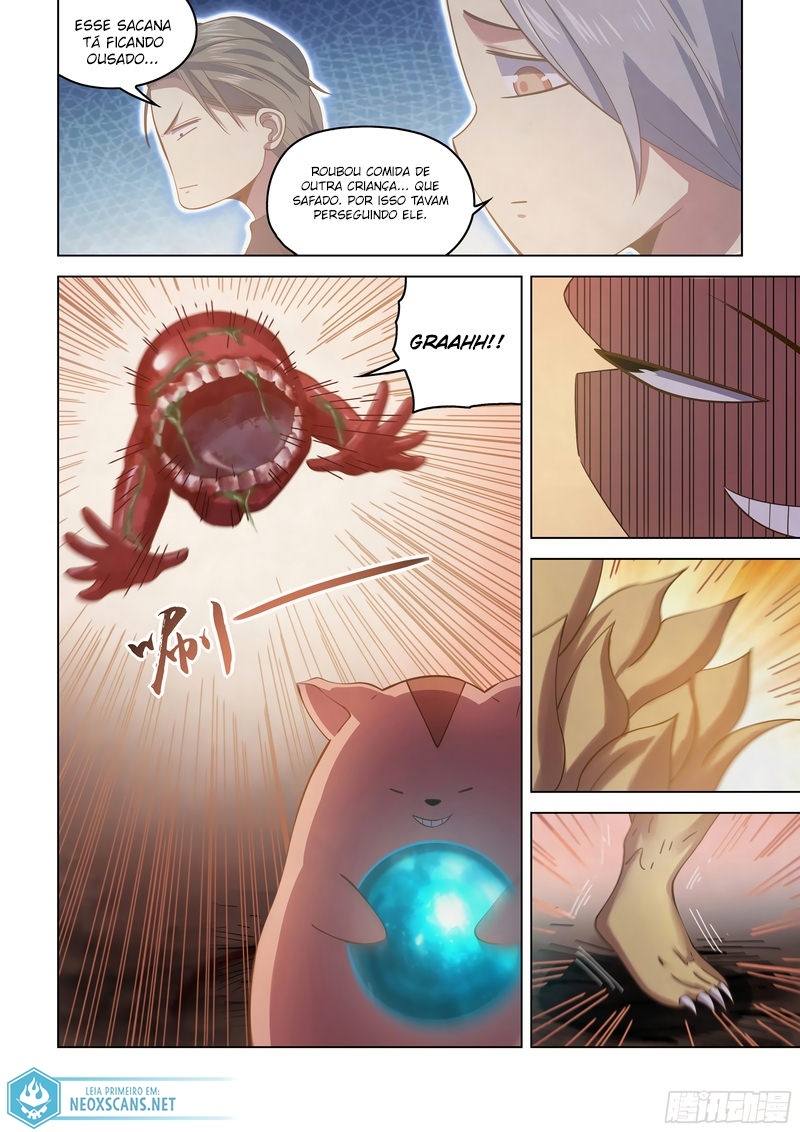 ESSE SACANA
TÁ FICANDO
OUSADO...
ROUBOU COMIDA DE
OUTRA CRIANÇA... QUE
SAFADO. POR ISSO TAVAM
PERSEGUINDO ELE.
GRAAHH!!
唰
LEIA PRIMEIRO EM:
NEOXSCANS.NET
腾讯动漫